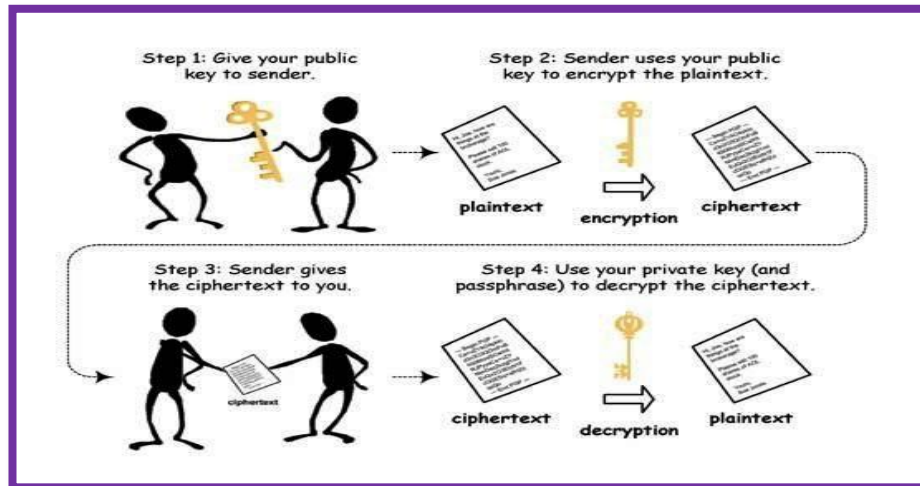 Step 1: Give your public
key to sender.
Step 2: Sender uses your public
key to encrypt the plaintext.
plaintext
encryption
ciphertext
Step 3: Sender gives
the ciphertext to you.
Step 4: Use your private key (and
passphrase) to decrypt the ciphertext.
ciphertext
ciphertext
decryption
plaintext